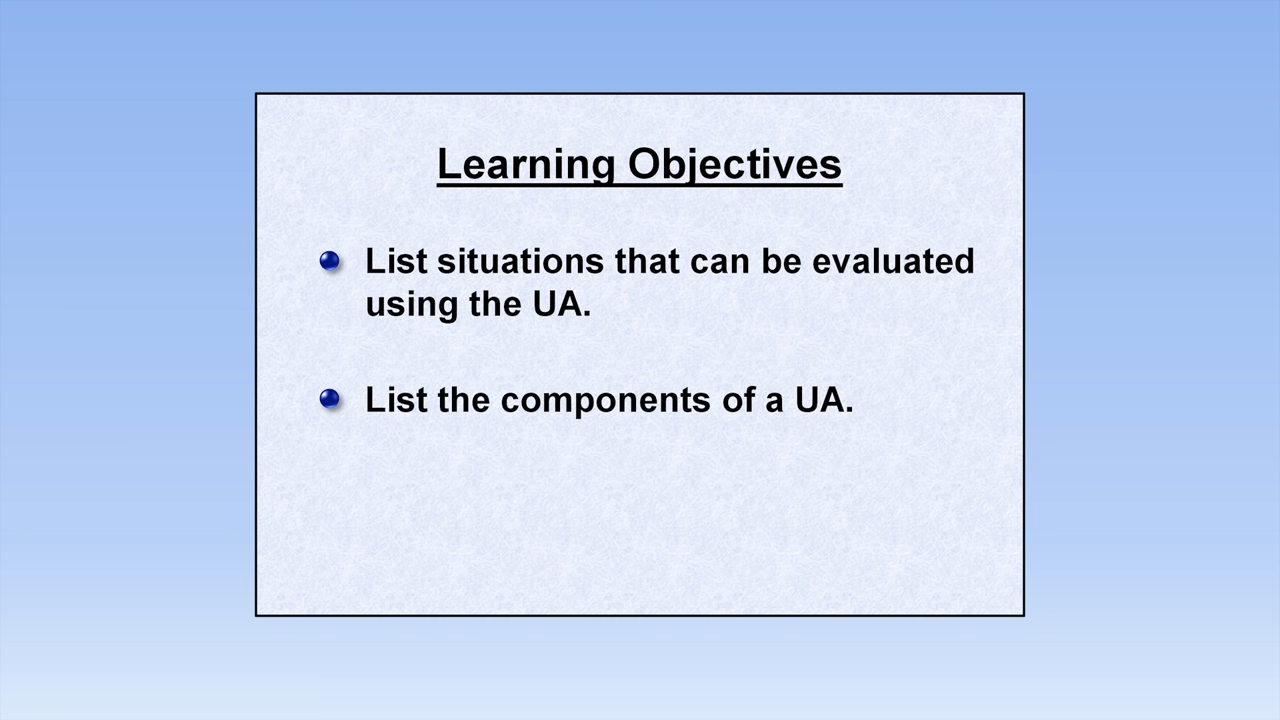 Learning Objectives
List situations that can be evaluated
using the UA.
List the components of a UA.